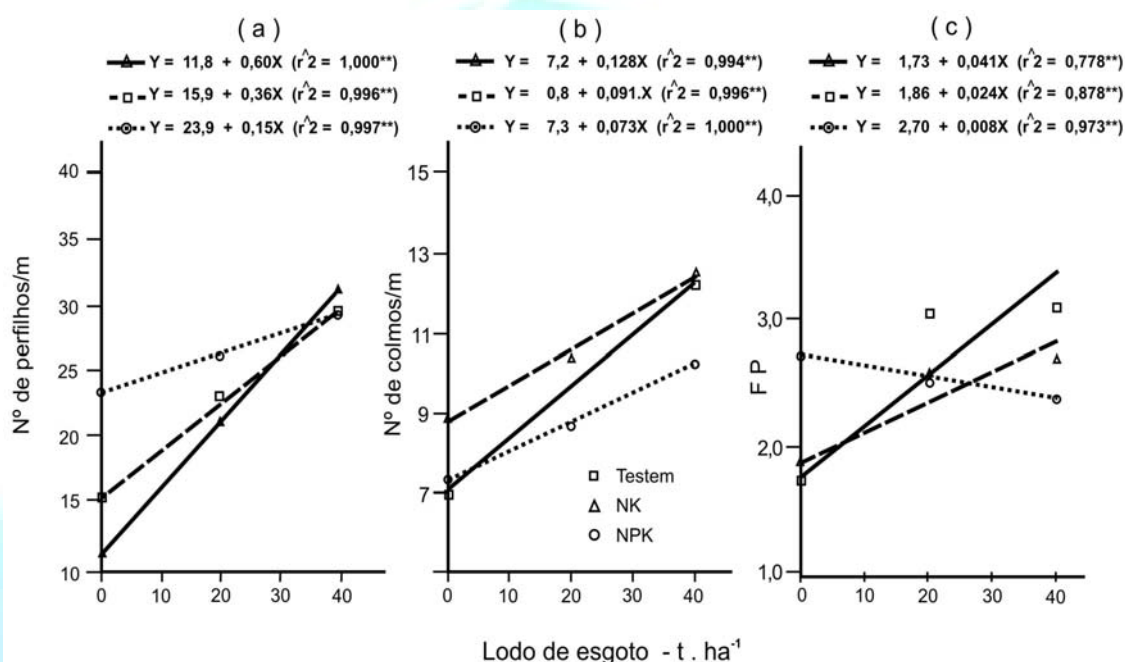 ( a )
Y = 11,8 + 0,60X (r^2 = 1,000**)
Y = 15,9 + 0,36X (r^2 = 0,996**)
Y = 23,9 + 0,15X (r^2 = 0,997**)
Nº de perfilhos/m
40
35
30
25
20
15
10
0
10
20
30
40
( b )
Y = 7,2 + 0,128X (r^2 = 0,994**)
Y = 0,8 + 0,091.X (r^2 = 0,996**)
Y = 7,3 + 0,073X (r^2 = 1,000**)
Nº de colmos/m
15
13
11
9
7
Testem
NK
NPK
0
10
20
30
40
( c )
Y = 1,73 + 0,041X (r^2 = 0,778**)
Y = 1,86 + 0,024X (r^2 = 0,878**)
Y = 2,70 + 0,008X (r^2 = 0,973**)
F P
4,0
3,0
2,0
1,0
0
10
20
30
40
Lodo de esgoto - t . ha⁻¹